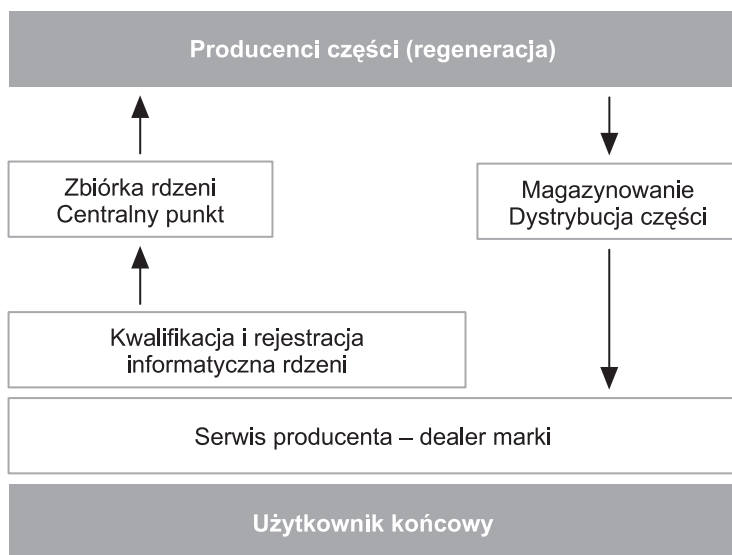 Producenci części (regeneracja)
Zbiórka rdzeni
Centralny punkt
Magazynowanie
Dystrybucja części
Kwalifikacja i rejestracja
informatyczna rdzeni
Serwis producenta – dealer marki
Użytkownik końcowy